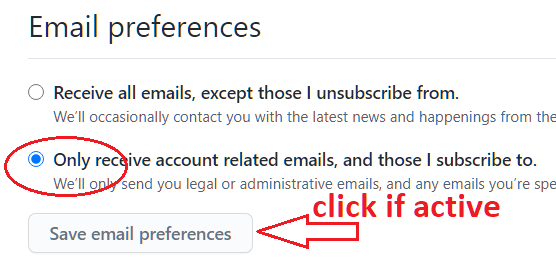 Email preferences
Receive all emails, except those I unsubscribe from.
We'll occasionally contact you with the latest news and happenings from the
Only receive account related emails, and those I subscribe to.
We'll only send you legal or administrative emails, and any emails you're spe
click if active
Save email preferences